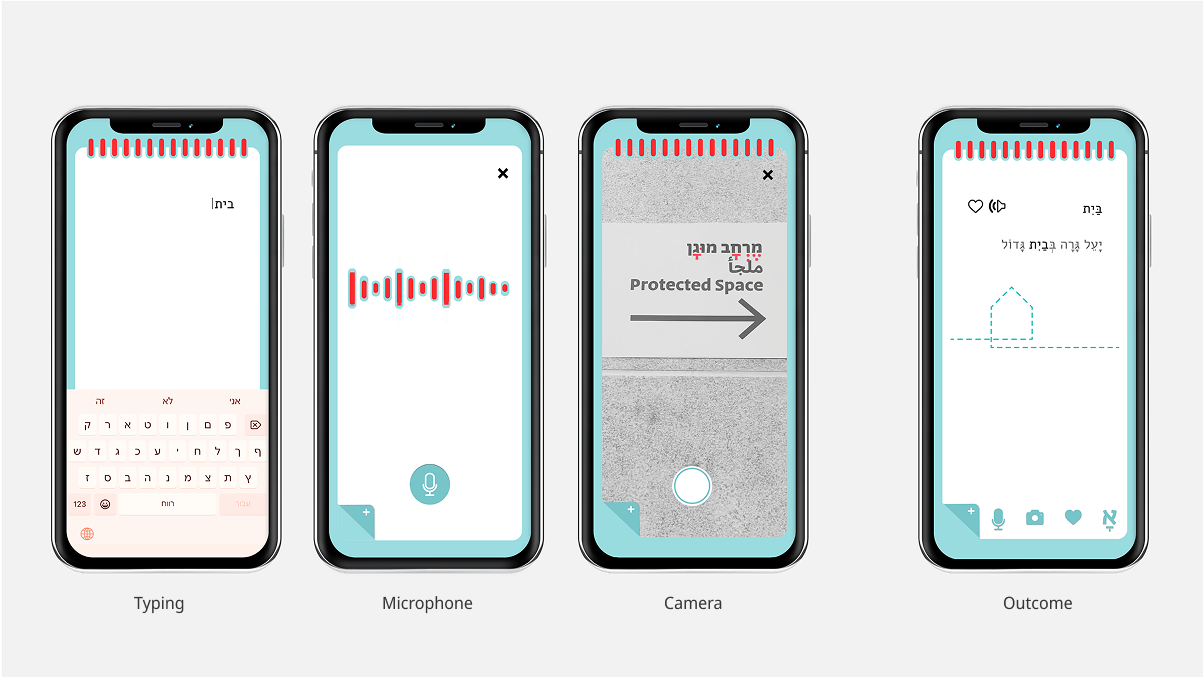 בית
אני לא זה
ק ר א ט ו ן ם פ
ש ד ג כ ע י ח ל ך ף
ז ס ב ה נ מ צ ת ץ
123 רווח עבור
Typing
Microphone
מֶרְחָב מוּגָן
ملجأ
Protected Space
Camera
בַּיִת
יָעֵל גָּרָה בְּבַיִת גָּדוֹל
אָ
Outcome